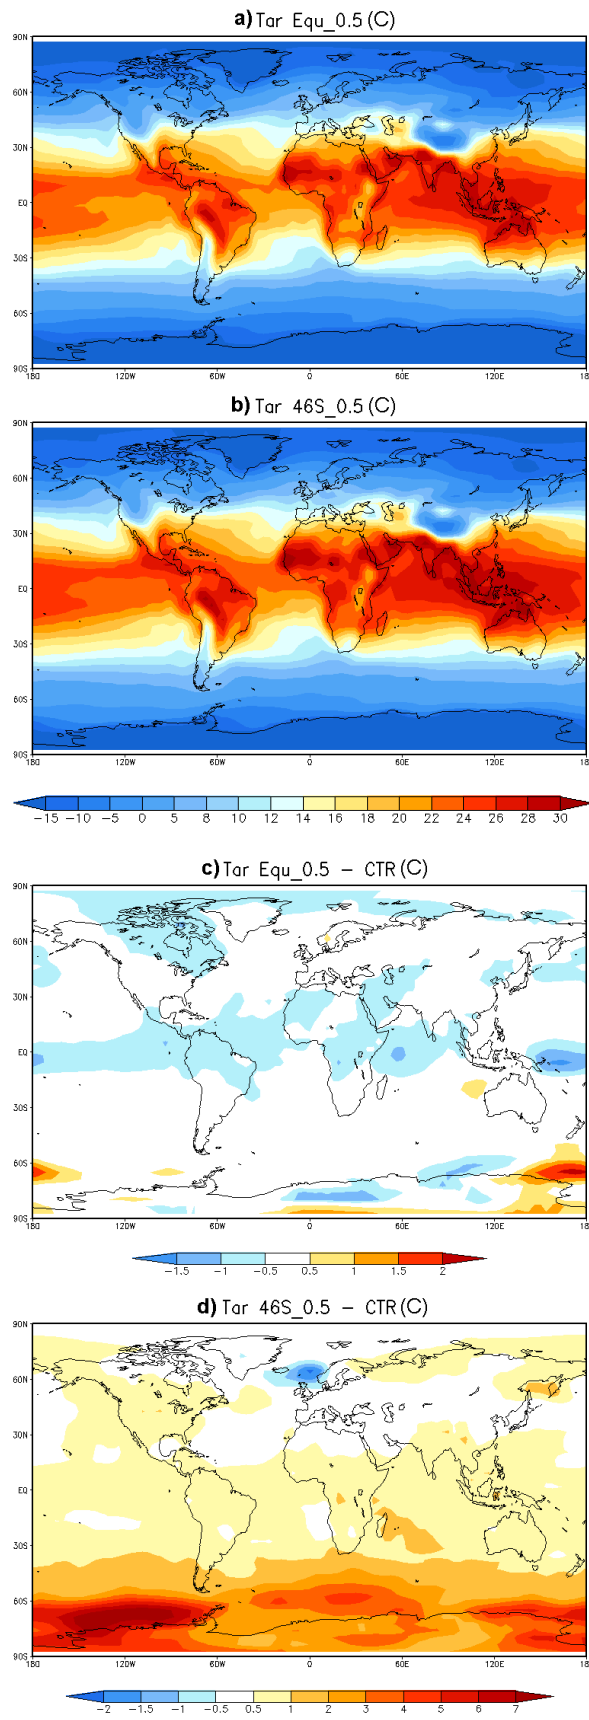 a) Tar Equ_0.5 (C)
90N
60N
30N
EQ
30S
60S
90S
180 120W 60W 0 60E 120E 18
b) Tar 46S_0.5 (C)
90N
60N
30N
EQ
30S
60S
90S
180 120W 60W 0 60E 120E 18
-15 -10 -5 0 5 8 10 12 14 16 18 20 22 24 26 28 30
c) Tar Equ_0.5 - CTR (C)
90N
60N
30N
EQ
30S
60S
90S
180 120W 60W 0 60E 120E 18
-1.5 -1 -0.5 0.5 1 1.5 2
d) Tar 46S_0.5 - CTR (C)
90N
60N
30N
EQ
30S
60S
90S
180 120W 60W 0 60E 120E 18
-2 -1.5 -1 -0.5 0.5 1 2 3 4 5 6 7